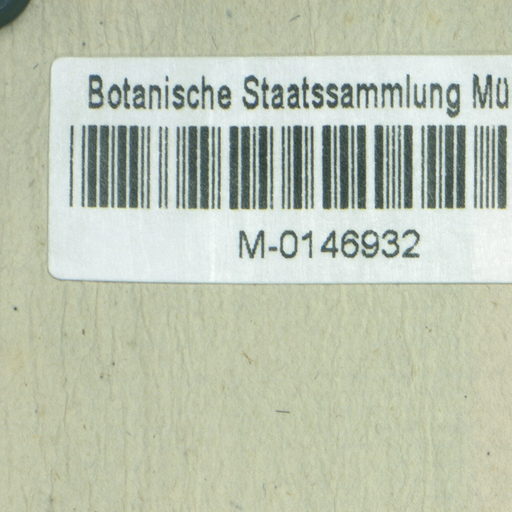 Botanische Staatssammlung Mü
M-0146932